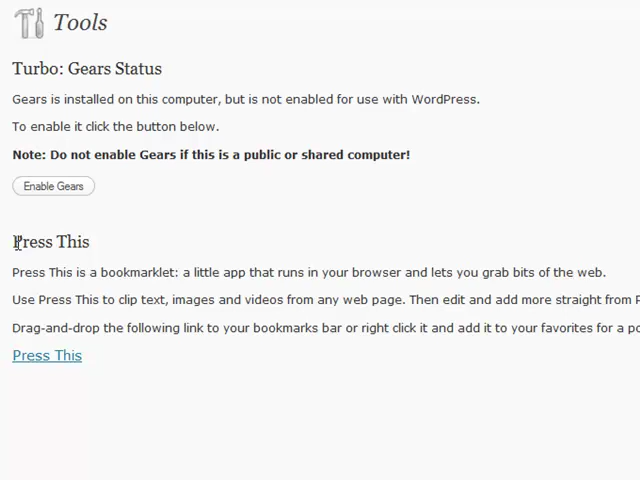 Tools
Turbo: Gears Status
Gears is installed on this computer, but is not enabled for use with WordPress.
To enable it click the button below.
Note: Do not enable Gears if this is a public or shared computer!
Enable Gears
Press This
Press This is a bookmarklet: a little app that runs in your browser and lets you grab bits of the web.
Use Press This to clip text, images and videos from any web page. Then edit and add more straight from
Drag-and-drop the following link to your bookmarks bar or right click it and add it to your favorites for a
Press This